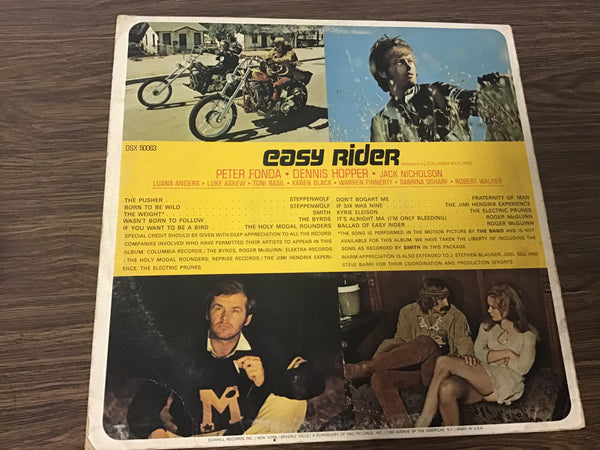 DSX 50063
easy rider Released by COLUMBIA PICTURES
PETER FONDA • DENNIS HOPPER • JACK NICHOLSON
LUANA ANDERS • LUKE ASKEW • TONI BASIL • KAREN BLACK • WARREN FINNERTY • SABRINA SCHARF • ROBERT WALKER
THE PUSHER STEPPENWOLF
BORN TO BE WILD STEPPENWOLF
THE WEIGHT* SMITH
WASN'T BORN TO FOLLOW THE BYRDS
IF YOU WANT TO BE A BIRD THE HOLY MODAL ROUNDERS
SPECIAL CREDIT SHOULD BE GIVEN WITH DEEP APPRECIATION TO ALL THE RECORD
COMPANIES INVOLVED WHO HAVE PERMITTED THEIR ARTISTS TO APPEAR IN THIS
ALBUM: COLUMBIA RECORDS / THE BYRDS, ROGER McGUINN; ELEKTRA RECORDS
/ THE HOLY MODAL ROUNDERS; REPRISE RECORDS / THE JIMI HENDRIX EXPERI-
ENCE, THE ELECTRIC PRUNES.
DON'T BOGART ME FRATERNITY OF MAN
IF SIX WAS NINE THE JIMI HENDRIX EXPERIENCE
KYRIE ELEISON THE ELECTRIC PRUNES
IT'S ALRIGHT MA (I'M ONLY BLEEDING) ROGER McGUINN
BALLAD OF EASY RIDER ROGER McGUINN
*THE SONG IS PERFORMED IN THE MOTION PICTURE BY THE BAND AND IS NOT
AVAILABLE FOR THIS ALBUM. WE HAVE TAKEN THE LIBERTY OF INCLUDING THE
SONG AS RECORDED BY SMITH IN THIS PACKAGE.
WARM APPRECIATION IS ALSO EXTENDED TO J. STEPHEN BLAUNER, JOEL SILL AND
STEVE BARRI FOR THEIR COORDINATION AND PRODUCTION EFFORTS
M
DUNHILL RECORDS INC. / NEW YORK / BEVERLY HILLS / A SUBSIDIARY OF ABC RECORDS, INC. / 1330 AVENUE OF THE AMERICAS, N.Y. / MADE IN U.S.A.